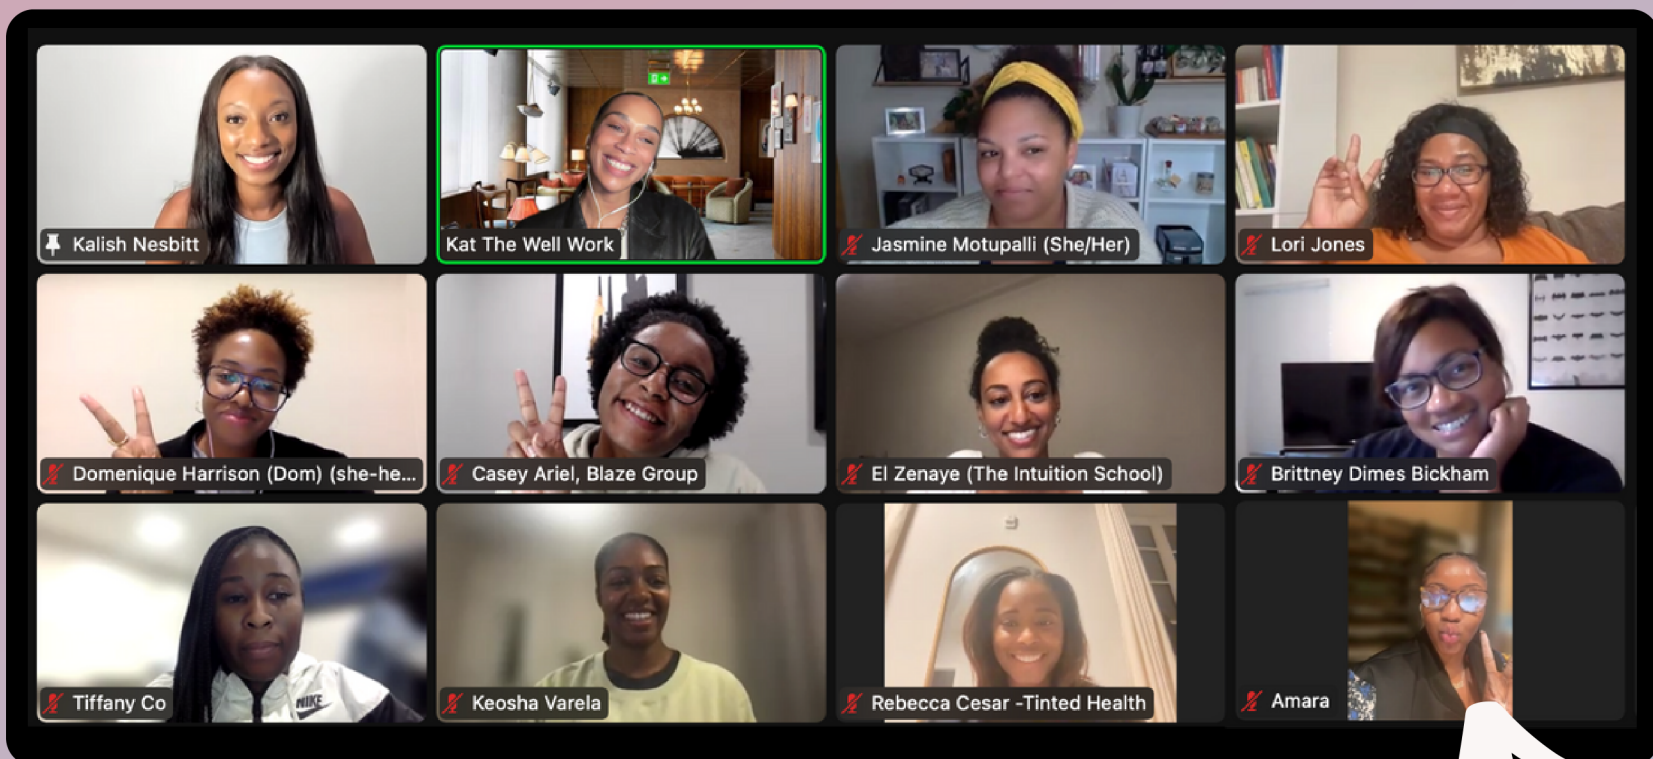 Kalish Nesbitt
Kat The Well Work
Jasmine Motupalli (She/Her)
Lori Jones
Domenique Harrison (Dom) (she-he...
Casey Ariel, Blaze Group
El Zenaye (The Intuition School)
Brittney Dimes Bickham
NIKE
Tiffany Co
Keosha Varela
Rebecca Cesar -Tinted Health
Amara